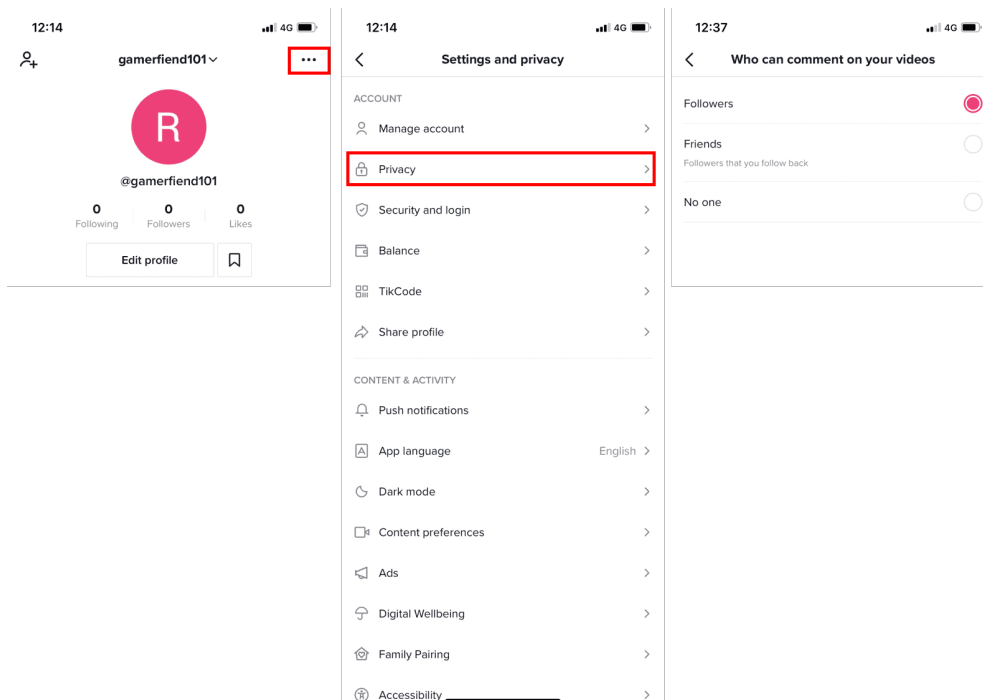 12:14
4G
gamerfiend101
R
@gamerfiend101
0 0 0
Following Followers Likes
Edit profile
12:14
4G
Settings and privacy
ACCOUNT
Manage account
Privacy
Security and login
Balance
TikCode
Share profile
CONTENT & ACTIVITY
Push notifications
App language English
Dark mode
Content preferences
Ads
Digital Wellbeing
Family Pairing
Accessibility
12:37
4G
Who can comment on your videos
Followers
Friends
Followers that you follow back
No one